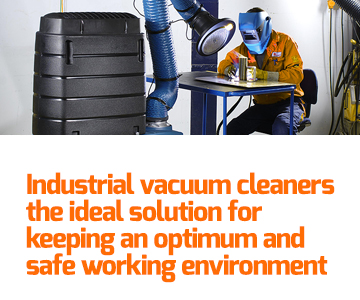 Industrial vacuum cleaners
the ideal solution for
keeping an optimum and
safe working environment